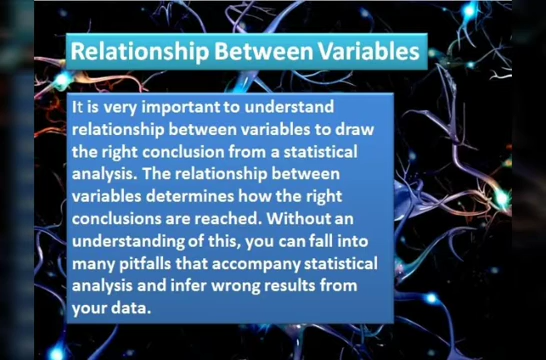 Relationship Between Variables
It is very important to understand
relationship between variables to draw
the right conclusion from a statistical
analysis. The relationship between
variables determines how the right
conclusions are reached. Without an
understanding of this, you can fall into
many pitfalls that accompany statistical
analysis and infer wrong results from
your data.